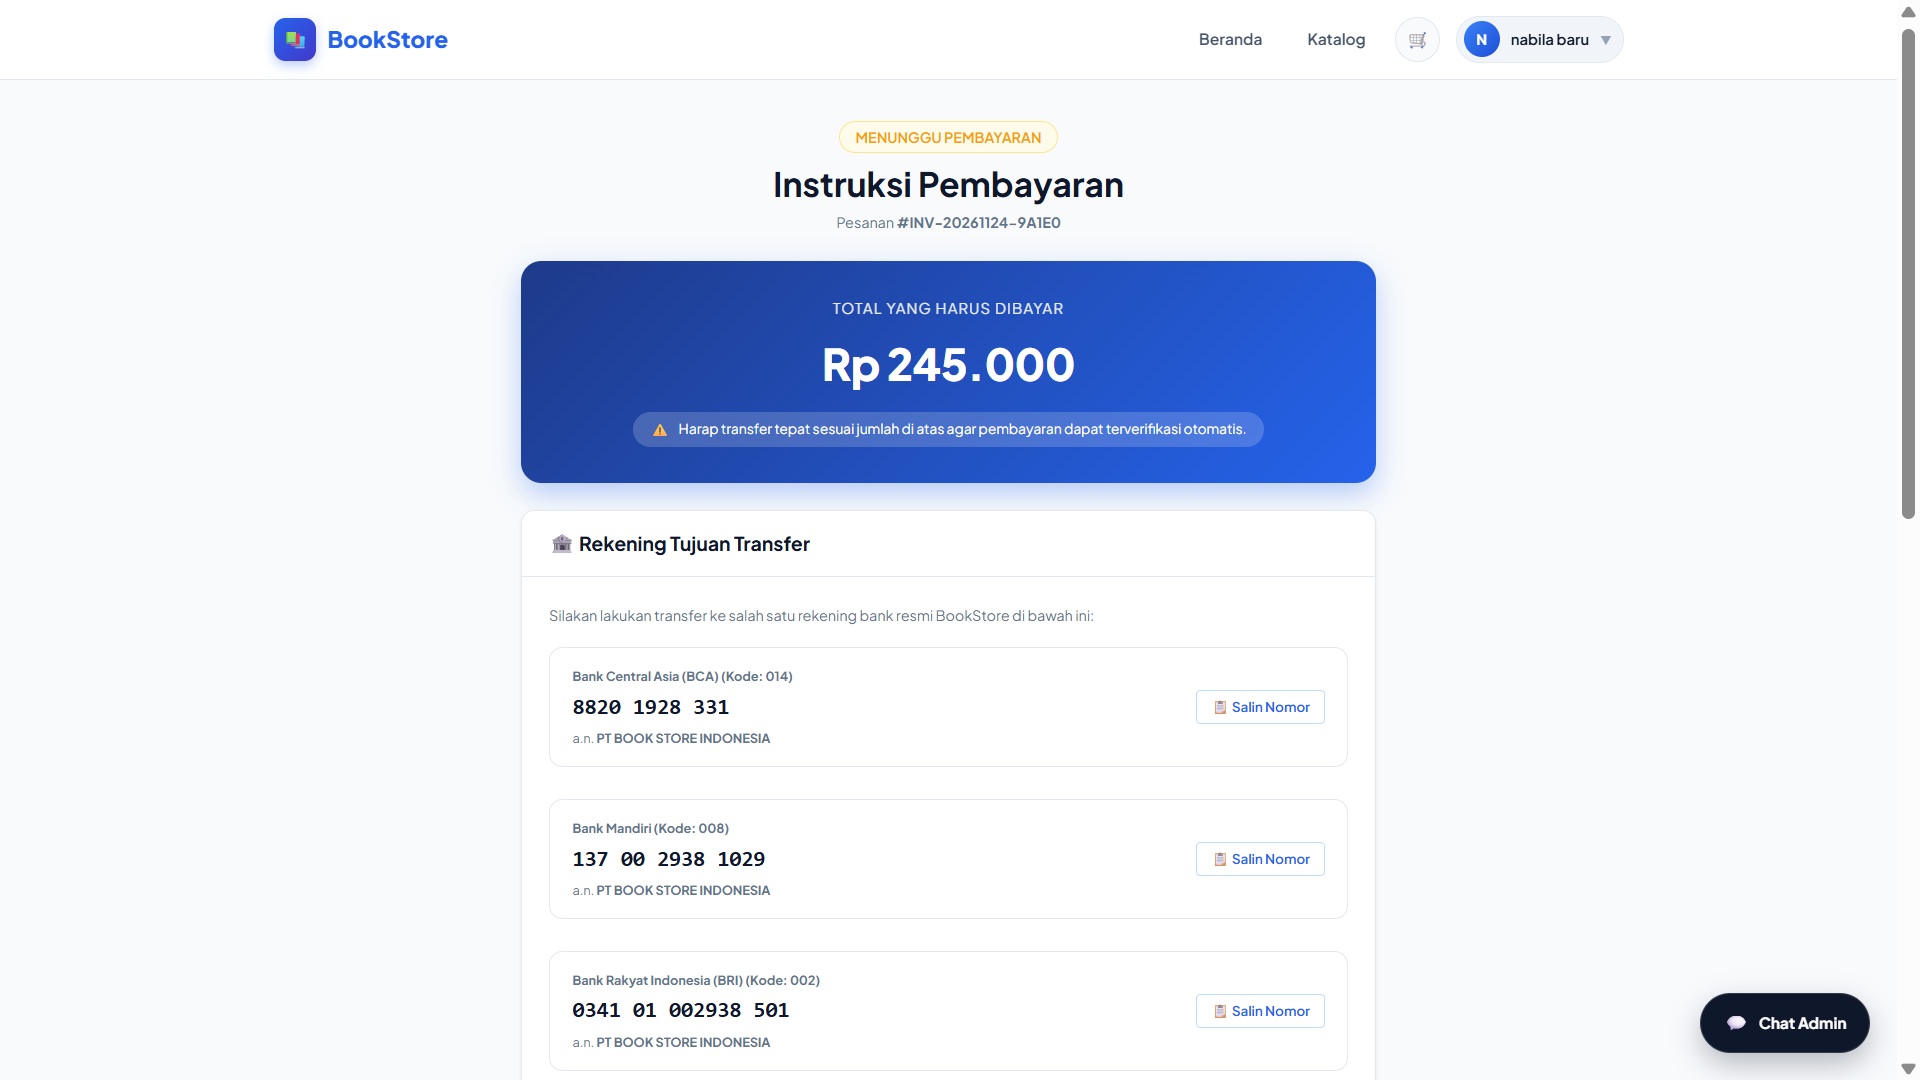 BookStore
Beranda
Katalog
N
nabila baru
MENUNGGU PEMBAYARAN
Instruksi Pembayaran
Pesanan #INV-20261124-9A1E0
TOTAL YANG HARUS DIBAYAR
Rp 245.000
Harap transfer tepat sesuai jumlah di atas agar pembayaran dapat terverifikasi otomatis.
Rekening Tujuan Transfer
Silakan lakukan transfer ke salah satu rekening bank resmi BookStore di bawah ini:
Bank Central Asia (BCA) (Kode: 014)
8820 1928 331
a.n. PT BOOK STORE INDONESIA
Salin Nomor
Bank Mandiri (Kode: 008)
137 00 2938 1029
a.n. PT BOOK STORE INDONESIA
Salin Nomor
Bank Rakyat Indonesia (BRI) (Kode: 002)
0341 01 002938 501
a.n. PT BOOK STORE INDONESIA
Salin Nomor
Chat Admin